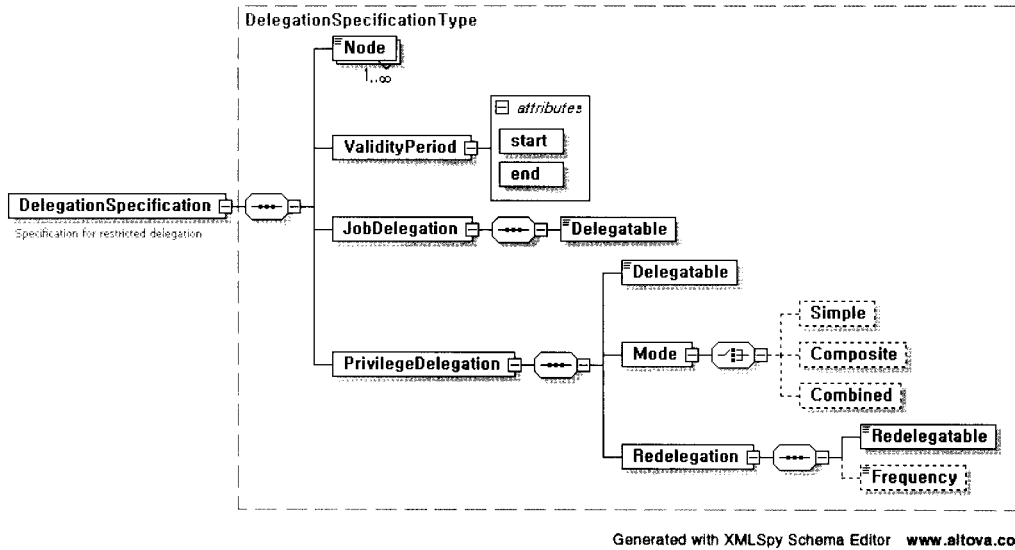 DelegationSpecificationType
Node
1..∞
attributes
start
ValidityPeriod
end
DelegationSpecification
Specification for restricted delegation
JobDelegation
Delegatable
Delegatable
Simple
PrivilegeDelegation
Mode
Composite
Combined
Redelegation
Redelegatable
Frequency
Generated with XMLSpy Schema Editor www.altova.co